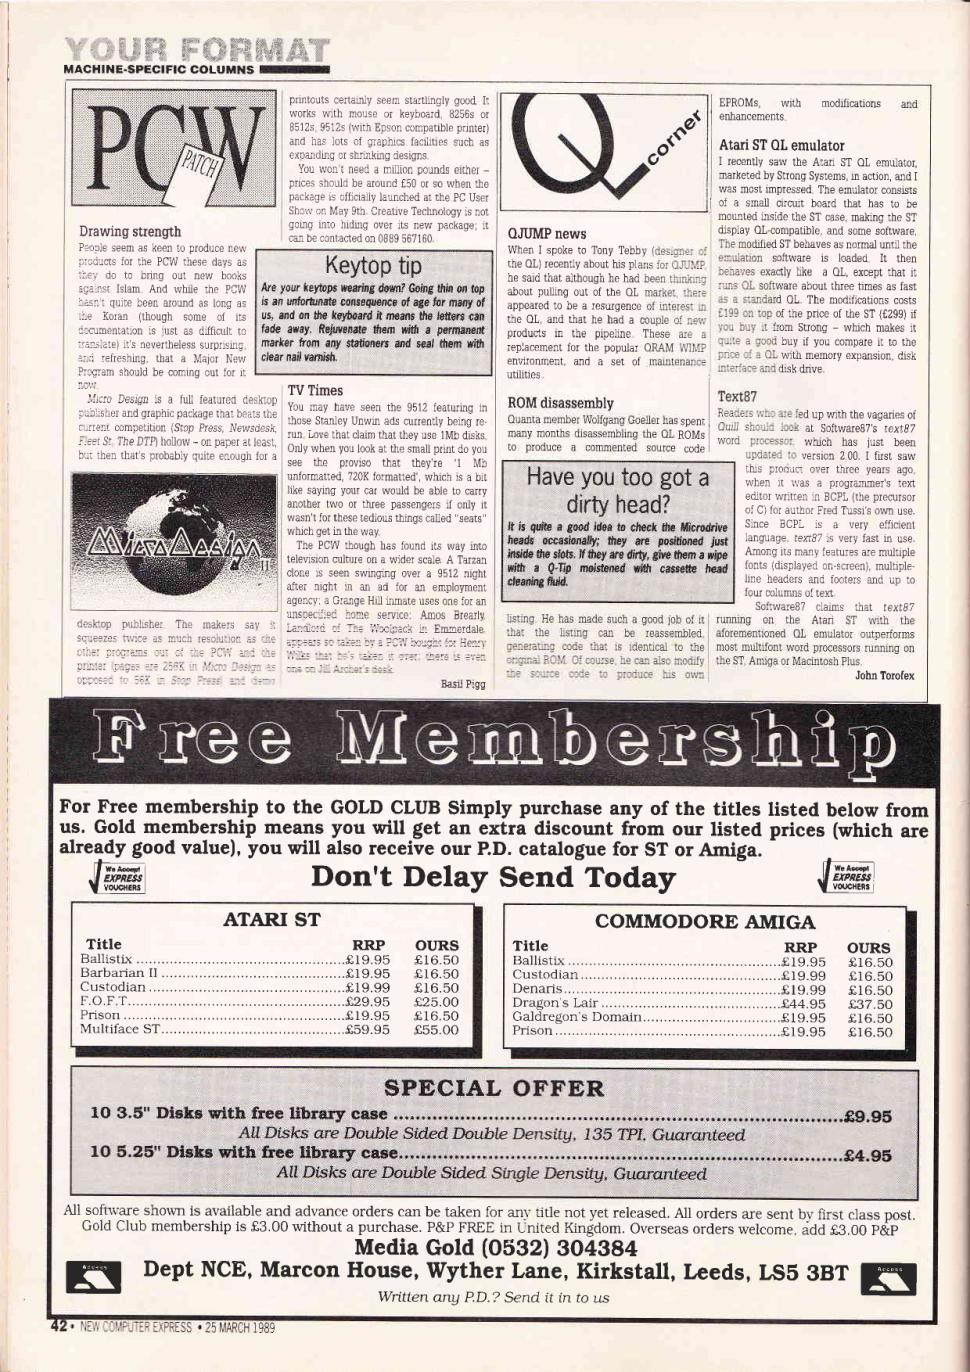 YOUR FORMAT
MACHINE-SPECIFIC COLUMNS
PCW
PATCH
Drawing strength
People seem as keen to produce new
products for the PCW these days as
they do to bring out new books
against Islam. And while the PCW
hasn't quite been around as long as
the Koran (though some of its
documentation is just as difficult to
translate) it's nevertheless surprising,
and refreshing, that a Major New
Program should be coming out for it
now.
Micro Design is a full featured desktop
publisher and graphic package that beats the
current competition (Stop Press, Newsdesk,
Fleet St, The DTP) hollow – on paper at least,
but then that's probably quite enough for a
Micro Design
II
desktop publisher. The makers say it
squeezes twice as much resolution as the
other programs out of the PCW and the
printer (pages are 256K in Micro Design as
opposed to 56K in Stop Press) and demo
printouts certainly seem startlingly good. It
works with mouse or keyboard, 8256s or
8512s, 9512s (with Epson compatible printer)
and has lots of graphics facilities such as
expanding or shrinking designs.
You won't need a million pounds either –
prices should be around £50 or so when the
package is officially launched at the PC User
Show on May 9th. Creative Technology is not
going into hiding over its new package; it
can be contacted on 0889 567160.
Keytop tip
Are your keytops wearing down? Going thin on top
is an unfortunate consequence of age for many of
us, and on the keyboard it means the letters can
fade away. Rejuvenate them with a permanent
marker from any stationers and seal them with
clear nail varnish.
TV Times
You may have seen the 9512 featuring in
those Stanley Unwin ads currently being re-
run. Love that claim that they use 1Mb disks.
Only when you look at the small print do you
see the proviso that they're '1 Mb
unformatted, 720K formatted', which is a bit
like saying your car would be able to carry
another two or three passengers if only it
wasn't for these tedious things called "seats"
which get in the way.
The PCW though has found its way into
television culture on a wider scale. A Tarzan
clone is seen swinging over a 9512 night
after night in an ad for an employment
agency; a Grange Hill inmate uses one for an
unspecified home service; Amos Brearly,
Landlord of The Woolpack in Emmerdale,
appears so taken by a PCW bought for Henry
Wilks that he's taken it over; there is even
one on Jill Archer's desk.
Basil Pigg
QL corner
QJUMP news
When I spoke to Tony Tebby (designer of
the QL) recently about his plans for QJUMP,
he said that although he had been thinking
about pulling out of the QL market, there
appeared to be a resurgence of interest in
the QL, and that he had a couple of new
products in the pipeline. These are a
replacement for the popular QRAM WIMP
environment, and a set of maintenance
utilities.
ROM disassembly
Quanta member Wolfgang Goeller has spent
many months disassembling the QL ROMs
to produce a commented source code
Have you too got a
dirty head?
It is quite a good idea to check the Microdrive
heads occasionally; they are positioned just
inside the slots. If they are dirty, give them a wipe
with a Q-Tip moistened with cassette head
cleaning fluid.
listing. He has made such a good job of it
that the listing can be reassembled,
generating code that is identical to the
original ROM. Of course, he can also modify
the source code to produce his own
EPROMs, with modifications and
enhancements.
Atari ST QL emulator
I recently saw the Atari ST QL emulator,
marketed by Strong Systems, in action, and I
was most impressed. The emulator consists
of a small circuit board that has to be
mounted inside the ST case, making the ST
display QL-compatible, and some software.
The modified ST behaves as normal until the
emulation software is loaded. It then
behaves exactly like a QL, except that it
runs QL software about three times as fast
as a standard QL. The modifications costs
£199 on top of the price of the ST (£299) if
you buy it from Strong – which makes it
quite a good buy if you compare it to the
price of a QL with memory expansion, disk
interface and disk drive.
Text87
Readers who are fed up with the vagaries of
Quill should look at Software87's text87
word processor, which has just been
updated to version 2.00. I first saw
this product over three years ago,
when it was a programmer's text
editor written in BCPL (the precursor
of C) for author Fred Tussi's own use.
Since BCPL is a very efficient
language, text87 is very fast in use.
Among its many features are multiple
fonts (displayed on-screen), multiple-
line headers and footers and up to
four columns of text.
Software87 claims that text87
running on the Atari ST with the
aforementioned QL emulator outperforms
most multifont word processors running on
the ST, Amiga or Macintosh Plus.
John Torofex
Free Membership
For Free membership to the GOLD CLUB Simply purchase any of the titles listed below from
us. Gold membership means you will get an extra discount from our listed prices (which are
already good value), you will also receive our P.D. catalogue for ST or Amiga.
We Accept
EXPRESS
VOUCHERS
Don't Delay Send Today
We Accept
EXPRESS
VOUCHERS
ATARI ST
Title RRP OURS
Ballistix ....£19.95 £16.50
Barbarian II ....£19.95 £16.50
Custodian ....£19.99 £16.50
F.O.F.T....£29.95 £25.00
Prison ....£19.95 £16.50
Multiface ST....£59.95 £55.00
COMMODORE AMIGA
Title RRP OURS
Ballistix ....£19.95 £16.50
Custodian....£19.99 £16.50
Denaris....£19.99 £16.50
Dragon's Lair ....£44.95 £37.50
Galdregon's Domain....£19.95 £16.50
Prison....£19.95 £16.50
SPECIAL OFFER
10 3.5" Disks with free library case ....£9.95
All Disks are Double Sided Double Density, 135 TPI, Guaranteed
10 5.25" Disks with free library case....£4.95
All Disks are Double Sided Single Density, Guaranteed
All software shown is available and advance orders can be taken for any title not yet released. All orders are sent by first class post.
Gold Club membership is £3.00 without a purchase. P&P FREE in United Kingdom. Overseas orders welcome, add £3.00 P&P
Media Gold (0532) 304384
Access
Dept NCE, Marcon House, Wyther Lane, Kirkstall, Leeds, LS5 3BT
Access
Written any P.D.? Send it in to us
42 • NEW COMPUTER EXPRESS • 25 MARCH 1989